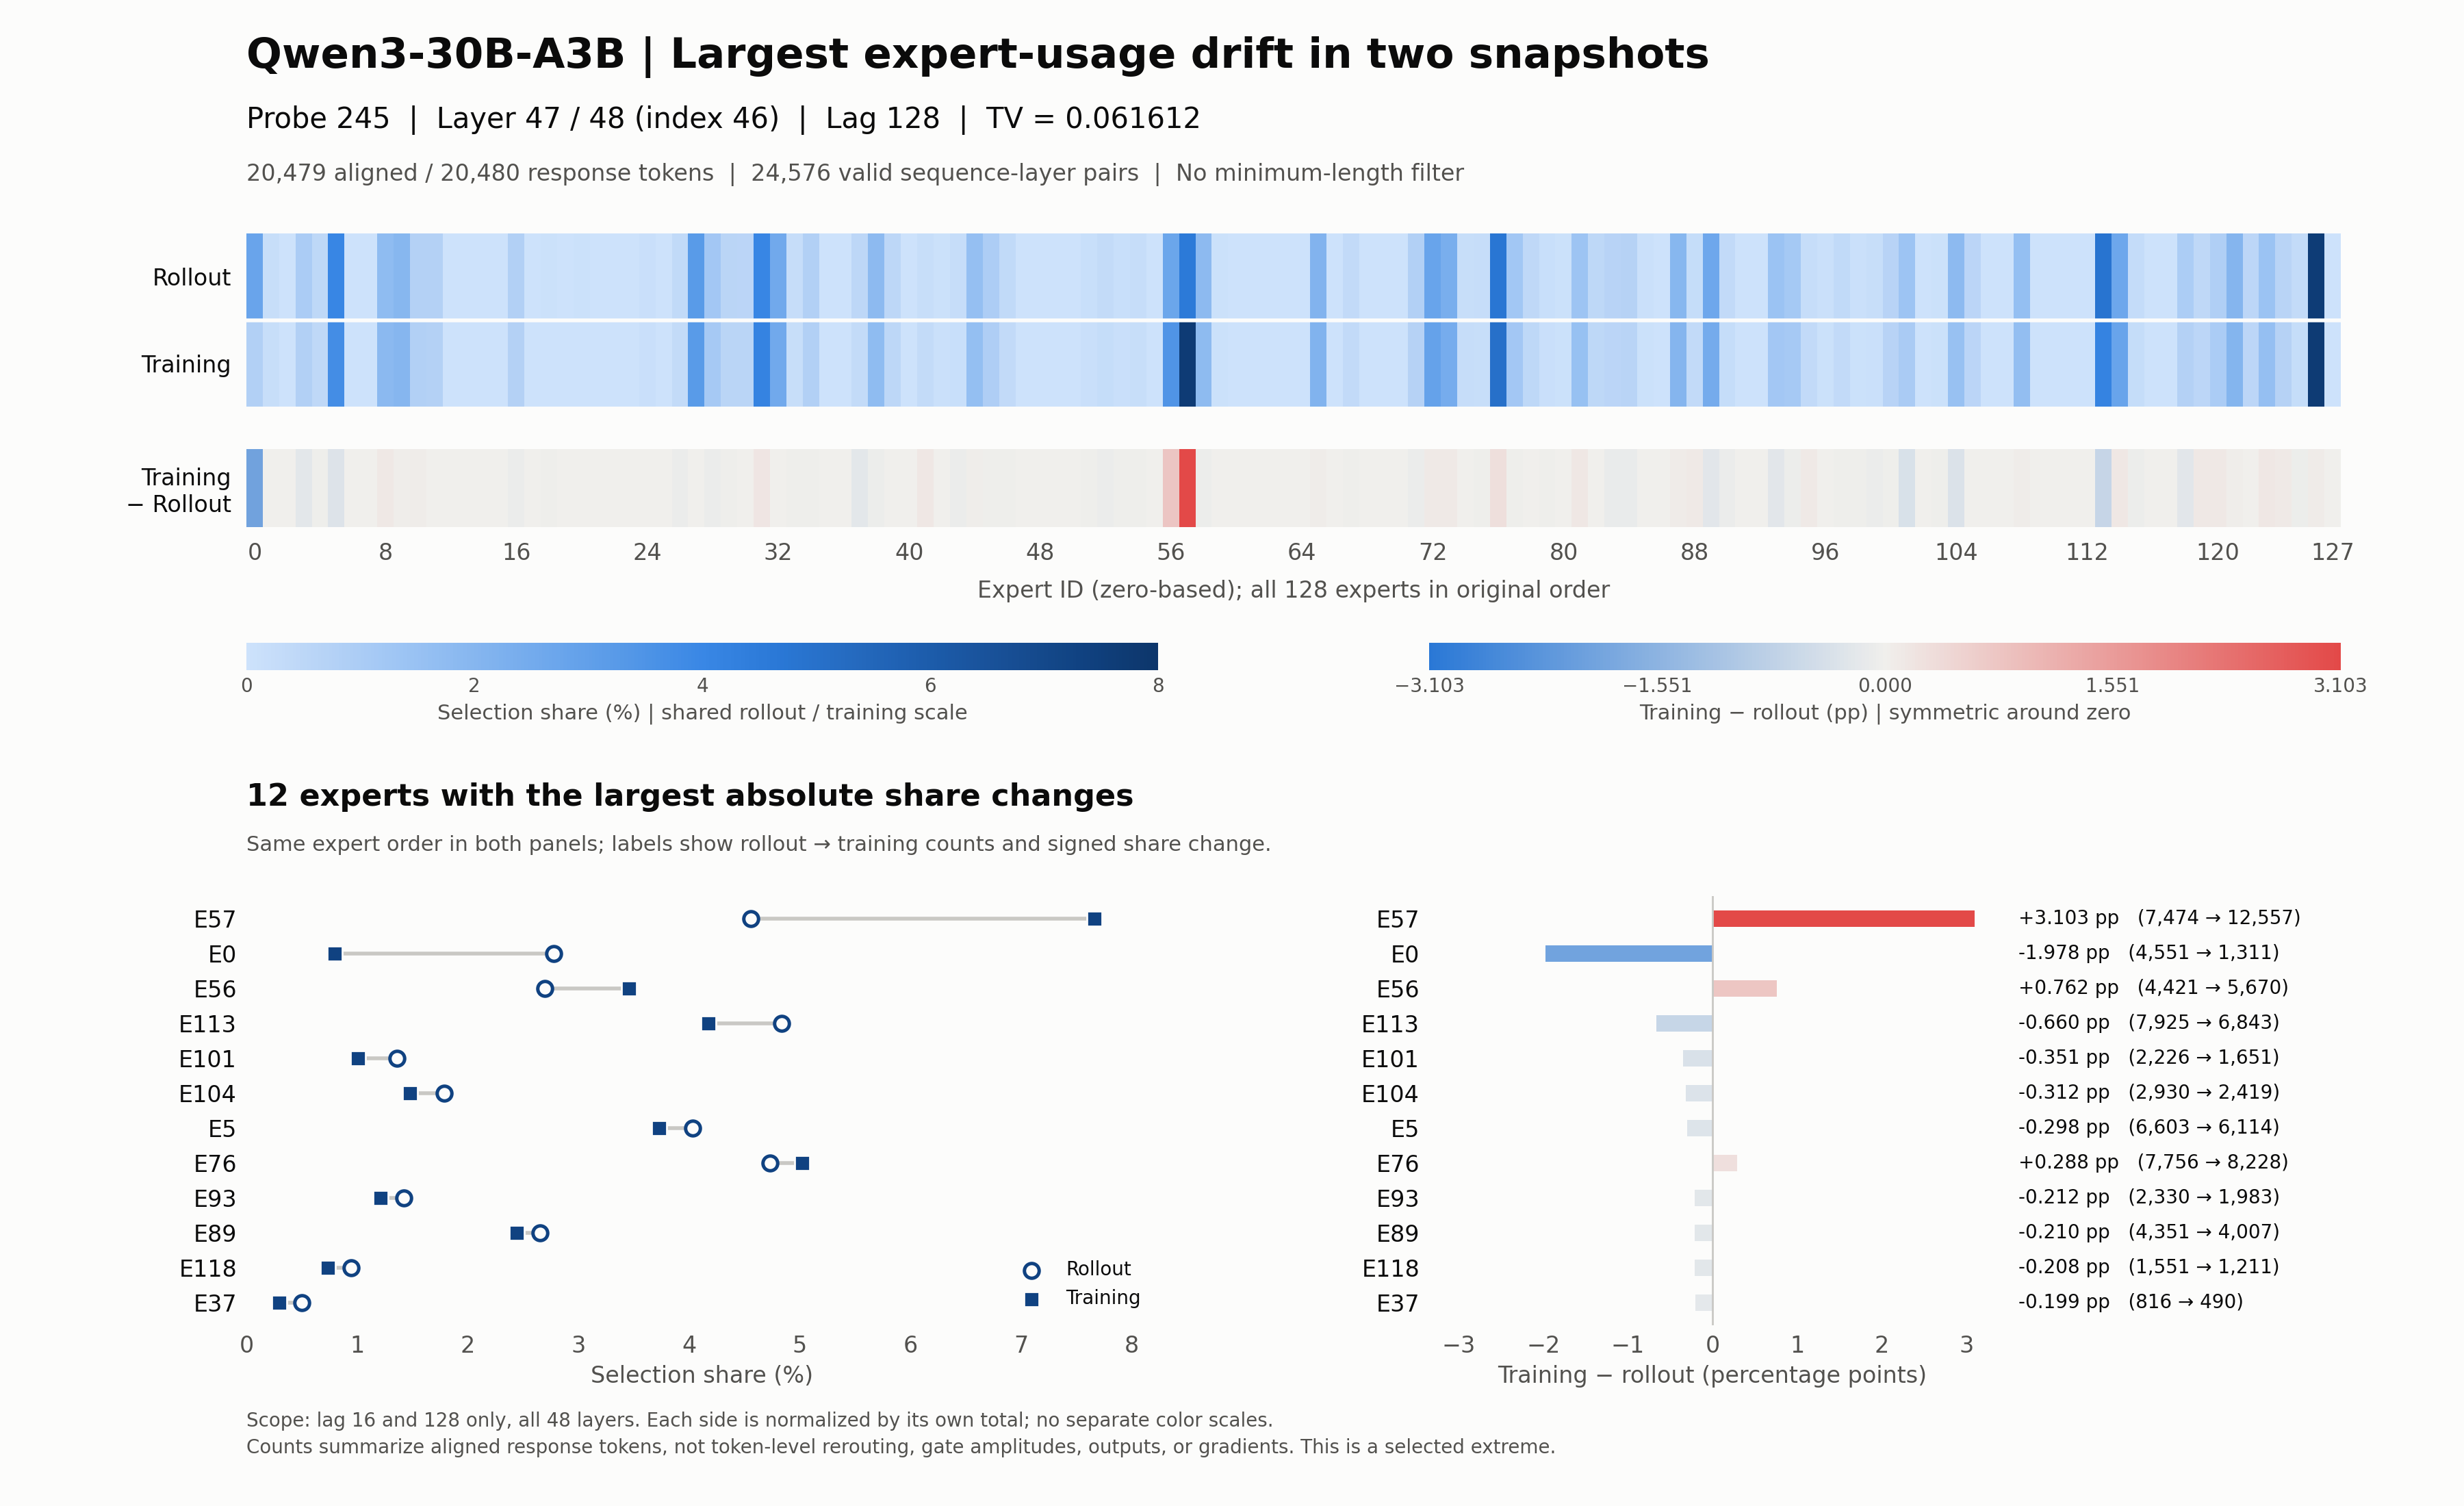 Qwen3-30B-A3B | Largest expert-usage drift in two snapshots
Probe 245 | Layer 47 / 48 (index 46) | Lag 128 | TV = 0.061612
20,479 aligned / 20,480 response tokens | 24,576 valid sequence-layer pairs | No minimum-length filter
Rollout
Training
Training
− Rollout
0 8 16 24 32 40 48 56 64 72 80 88 96 104 112 120 127
Expert ID (zero-based); all 128 experts in original order
0 2 4 6 8
Selection share (%) | shared rollout / training scale
−3.103 −1.551 0.000 1.551 3.103
Training − rollout (pp) | symmetric around zero
12 experts with the largest absolute share changes
Same expert order in both panels; labels show rollout → training counts and signed share change.
E57
E0
E56
E113
E101
E104
E5
E76
E93
E89
E118
E37
Rollout
Training
0 1 2 3 4 5 6 7 8
Selection share (%)
E57 +3.103 pp (7,474 → 12,557)
E0 -1.978 pp (4,551 → 1,311)
E56 +0.762 pp (4,421 → 5,670)
E113 -0.660 pp (7,925 → 6,843)
E101 -0.351 pp (2,226 → 1,651)
E104 -0.312 pp (2,930 → 2,419)
E5 -0.298 pp (6,603 → 6,114)
E76 +0.288 pp (7,756 → 8,228)
E93 -0.212 pp (2,330 → 1,983)
E89 -0.210 pp (4,351 → 4,007)
E118 -0.208 pp (1,551 → 1,211)
E37 -0.199 pp (816 → 490)
−3 −2 −1 0 1 2 3
Training − rollout (percentage points)
Scope: lag 16 and 128 only, all 48 layers. Each side is normalized by its own total; no separate color scales.
Counts summarize aligned response tokens, not token-level rerouting, gate amplitudes, outputs, or gradients. This is a selected extreme.